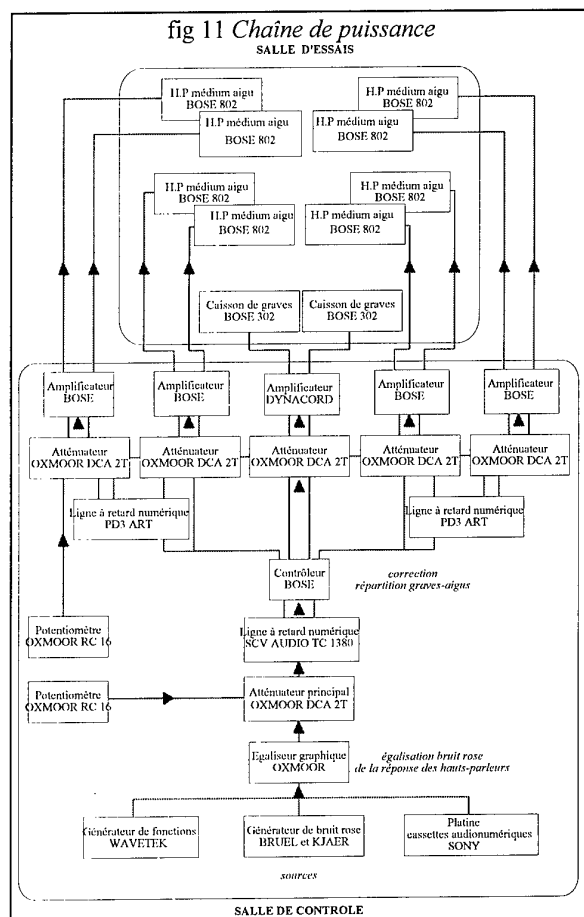 fig 11 Chaîne de puissance
SALLE D'ESSAIS
H.P médium aigu
BOSE 802
H.P médium aigu
BOSE 802
H.P médium aigu
BOSE 802
H.P médium aigu
BOSE 802
H.P médium aigu
BOSE 802
H.P médium aigu
BOSE 802
H.P médium aigu
BOSE 802
H.P médium aigu
BOSE 802
Caisson de graves
BOSE 302
Caisson de graves
BOSE 302
Amplificateur
BOSE
Amplificateur
BOSE
Amplificateur
DYNACORD
Amplificateur
BOSE
Amplificateur
BOSE
Atténuateur
OXMOOR DCA 2T
Atténuateur
OXMOOR DCA 2T
Atténuateur
OXMOOR DCA 2T
Atténuateur
OXMOOR DCA 2T
Atténuateur
OXMOOR DCA 2T
Ligne à retard numérique
PD3 ART
Ligne à retard numérique
PD3 ART
Contrôleur
BOSE
correction
répartition graves-aigus
Potentiomètre
OXMOOR RC 16
Ligne à retard numérique
SCV AUDIO TC 1380
Potentiomètre
OXMOOR RC 16
Atténuateur principal
OXMOOR DCA 2T
Egaliseur graphique
OXMOOR
égalisation bruit rose
de la réponse des hauts-parleurs
Générateur de fonctions
WAVETEK
Générateur de bruit rose
BRUEL et KJAER
Platine
cassettes audionumériques
SONY
sources
SALLE DE CONTROLE